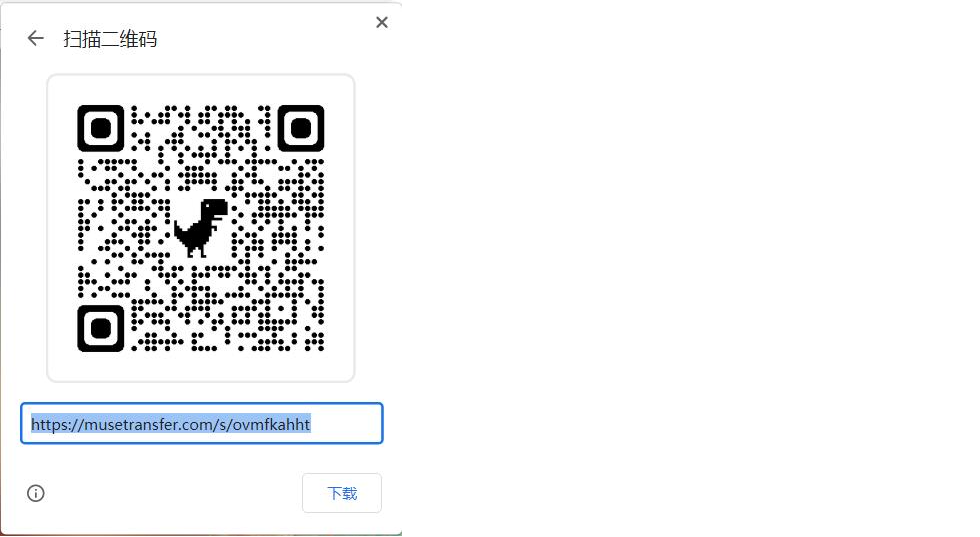 扫描二维码
https://musetransfer.com/s/ovmfkahht
下载